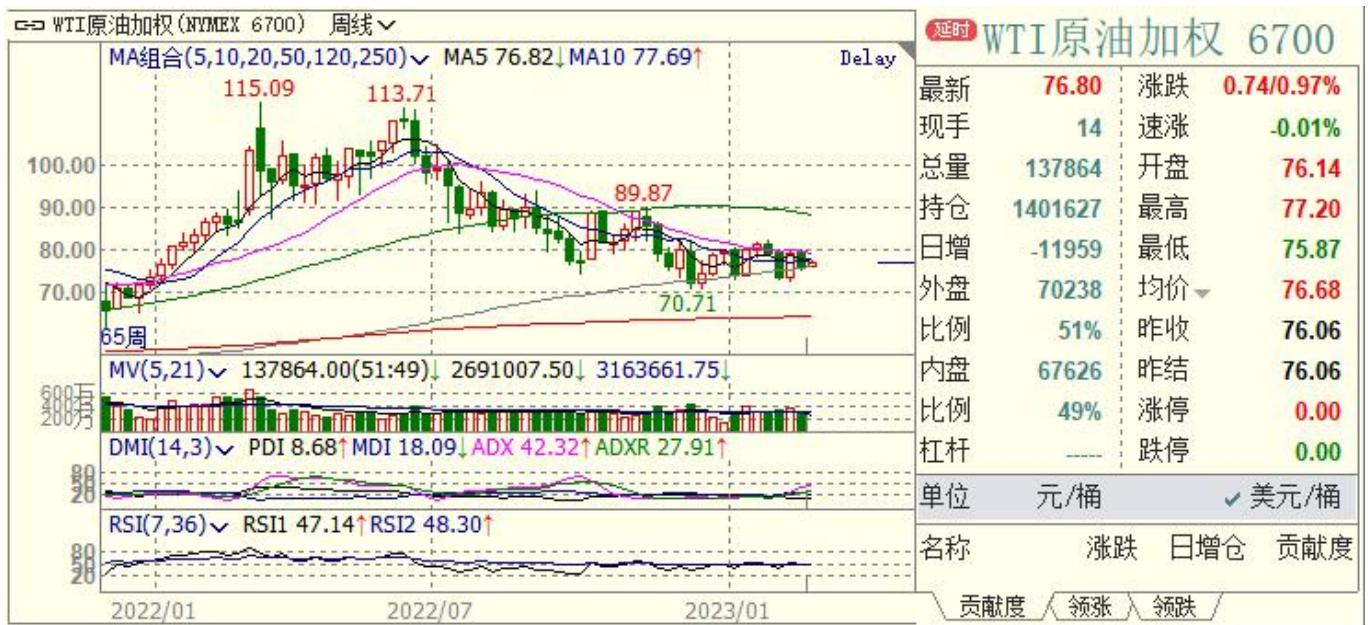 WTI原油加权(NYMEX 6700) 周线
MA组合(5,10,20,50,120,250) MA5 76.82↓ MA10 77.69↑ Delay
115.09
113.71
100.00
90.00
89.87
80.00
70.00
70.71
65周
MV(5,21) 137864.00(51:49)↓ 2691007.50↓ 3163661.75↓
600万
400万
200万
DMI(14,3) PDI 8.68↑ MDI 18.09↓ ADX 42.32↑ ADXR 27.91↑
80
50
20
RSI(7,36) RSI1 47.14↑ RSI2 48.30↑
80
50
20
2022/01 2022/07 2023/01
延时 WTI原油加权 6700
最新 76.80 涨跌 0.74/0.97%
现手 14 速涨 -0.01%
总量 137864 开盘 76.14
持仓 1401627 最高 77.20
日增 -11959 最低 75.87
外盘 70238 均价 76.68
比例 51% 昨收 76.06
内盘 67626 昨结 76.06
比例 49% 涨停 0.00
杠杆 ----- 跌停 0.00
单位 元/桶 ✓ 美元/桶
名称 涨跌 日增仓 贡献度
贡献度 领涨 领跌